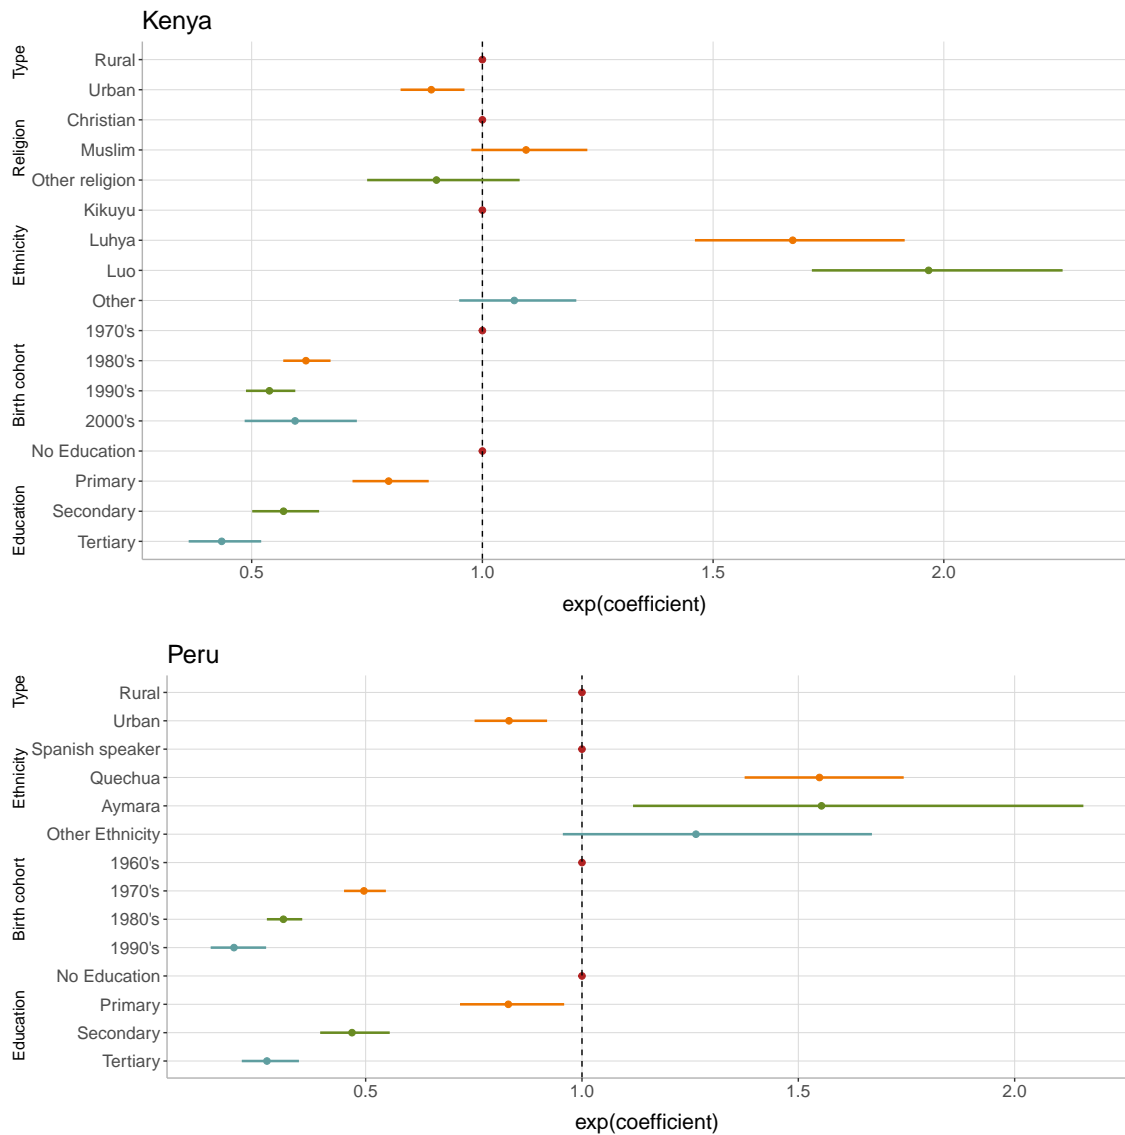 Kenya
Type
Rural
Urban
Religion
Christian
Muslim
Other religion
Ethnicity
Kikuyu
Luhya
Luo
Other
Birth cohort
1970's
1980's
1990's
2000's
Education
No Education
Primary
Secondary
Tertiary
0.5 1.0 1.5 2.0
exp(coefficient)
Peru
Type
Rural
Urban
Ethnicity
Spanish speaker
Quechua
Aymara
Other Ethnicity
Birth cohort
1960's
1970's
1980's
1990's
Education
No Education
Primary
Secondary
Tertiary
0.5 1.0 1.5 2.0
exp(coefficient)